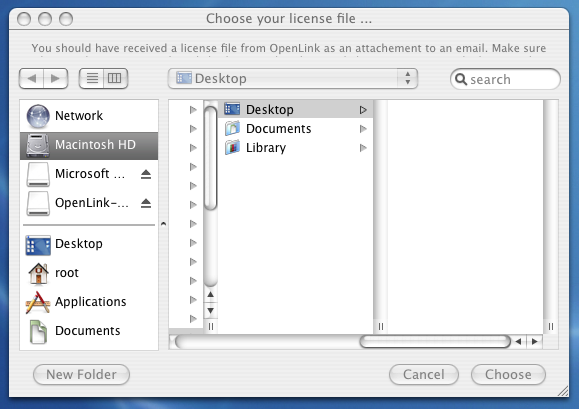 Choose your license file ...
You should have received a license file from OpenLink as an attachement to an email. Make sure
Desktop
search
Network
Macintosh HD
Microsoft ...
OpenLink-...
Desktop
root
Applications
Documents
Desktop
Documents
Library
New Folder
Cancel
Choose